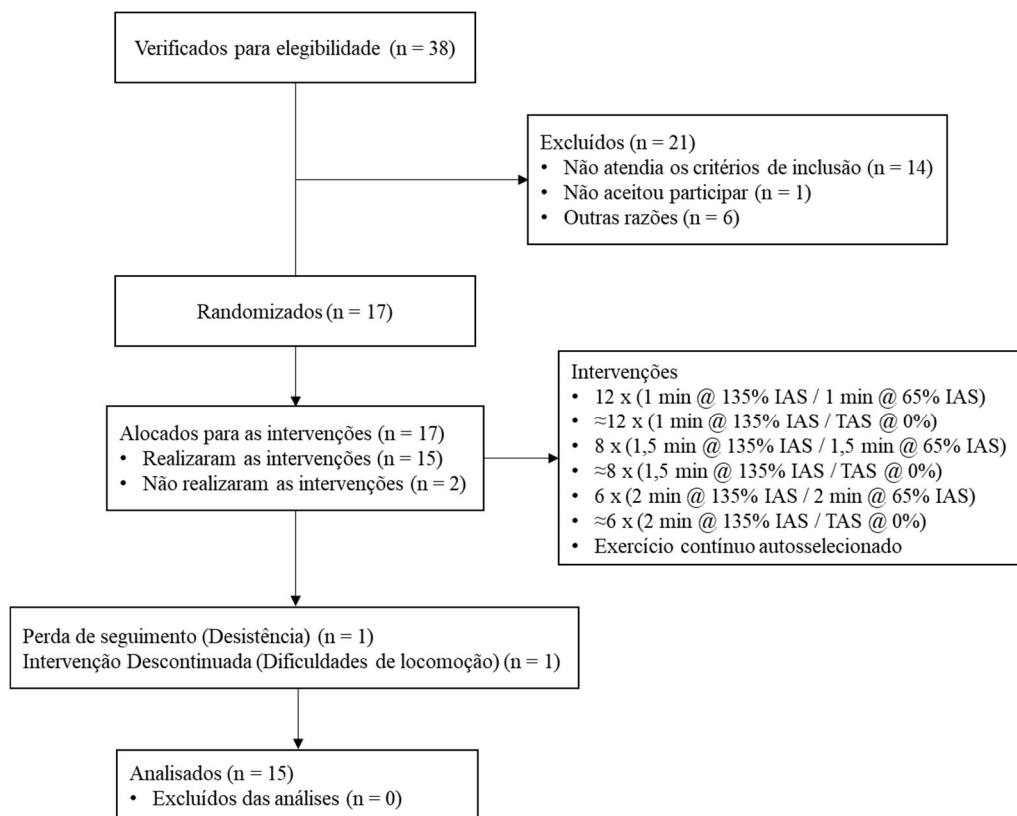 Verificados para elegibilidade (n = 38)
Excluídos (n = 21)
• Não atendia os critérios de inclusão (n = 14)
• Não aceitou participar (n = 1)
• Outras razões (n = 6)
Randomizados (n = 17)
Alocados para as intervenções (n = 17)
• Realizaram as intervenções (n = 15)
• Não realizaram as intervenções (n = 2)
Intervenções
• 12 x (1 min @ 135% IAS / 1 min @ 65% IAS)
• ≈12 x (1 min @ 135% IAS / TAS @ 0%)
• 8 x (1,5 min @ 135% IAS / 1,5 min @ 65% IAS)
• ≈8 x (1,5 min @ 135% IAS / TAS @ 0%)
• 6 x (2 min @ 135% IAS / 2 min @ 65% IAS)
• ≈6 x (2 min @ 135% IAS / TAS @ 0%)
• Exercício contínuo autosselecionado
Perda de seguimento (Desistência) (n = 1)
Intervenção Descontinuada (Dificuldades de locomoção) (n = 1)
Analisados (n = 15)
• Excluídos das análises (n = 0)